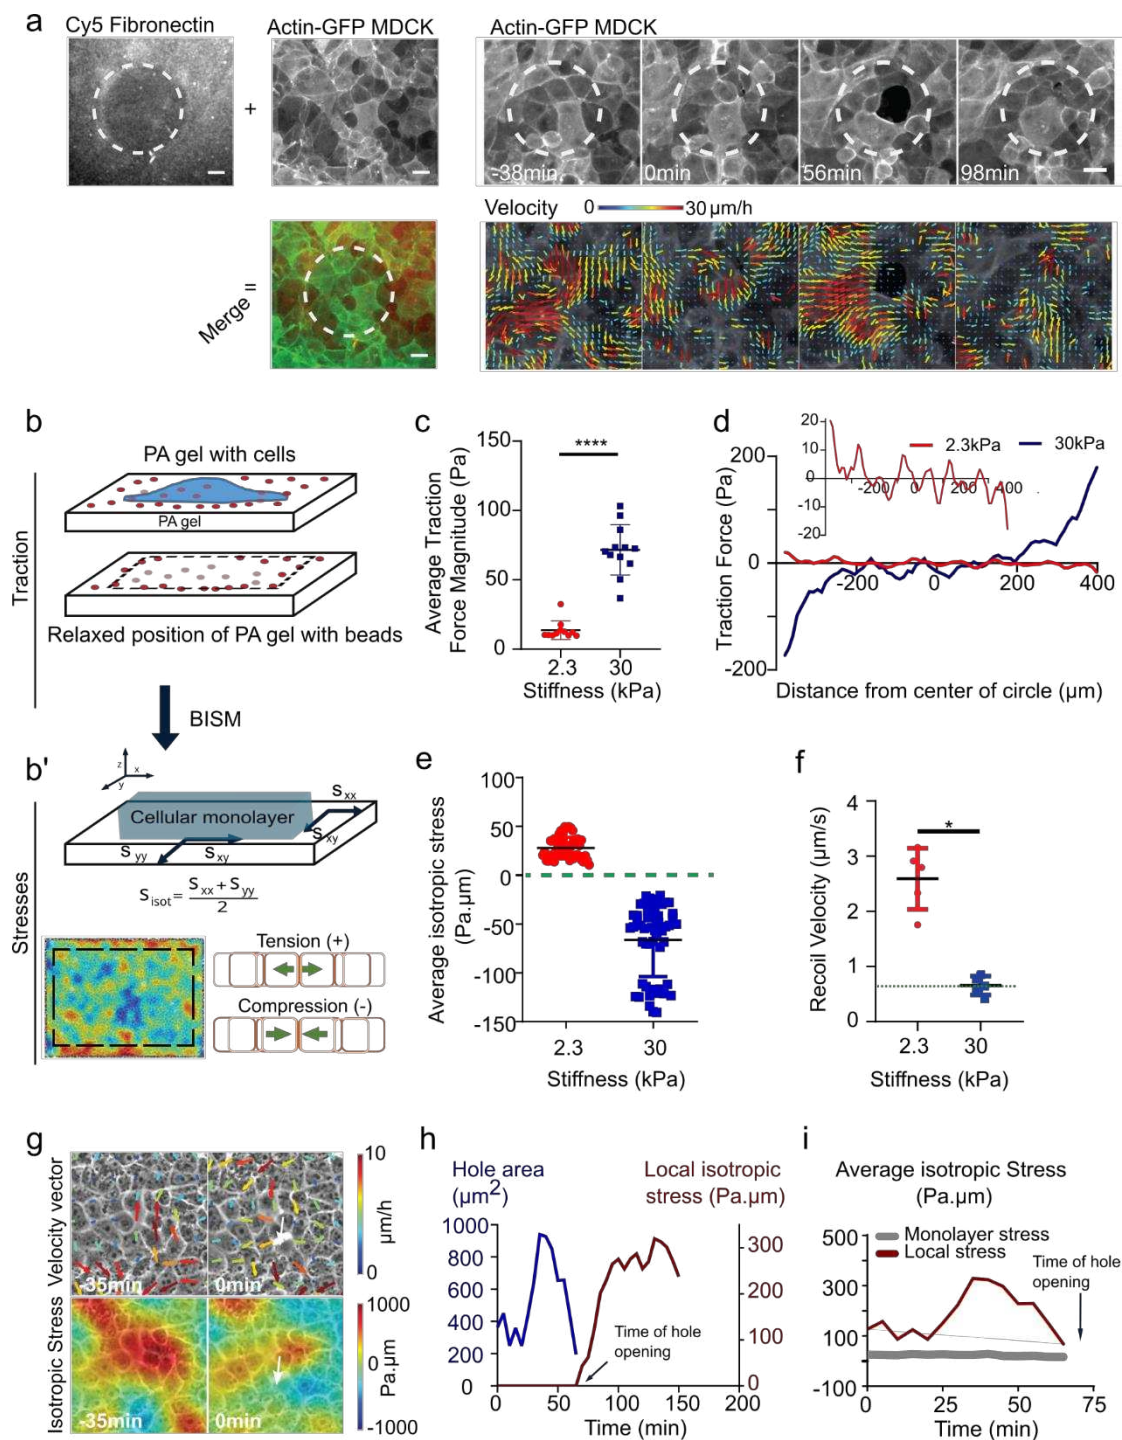 a
Cy5 Fibronectin
Actin-GFP MDCK
Actin-GFP MDCK
+
-38min
0min
56min
98min
Velocity 0 30 μm/h
Merge =
b
PA gel with cells
PA gel
Relaxed position of PA gel with beads
Traction
BISM
c
150
100
50
0
****
2.3
30
Stiffness (kPa)
Average Traction
Force Magnitude (Pa)
d
20
10
0
-10
-20
-200
0
200
400
2.3kPa
30kPa
200
100
0
-200
-200
0
200
400
Traction Force (Pa)
Distance from center of circle (μm)
b'
z
x
y
Cellular monolayer
Sxx
Sxy
Syy
Sxy
Sisot = Sxx + Syy
2
Stresses
Tension (+)
Compression (-)
e
100
50
0
-50
-100
-150
2.3
30
Stiffness (kPa)
Average isotropic stress
(Pa.μm)
f
4
3
2
1
0
*
2.3
30
Stiffness (kPa)
Recoil Velocity (μm/s)
g
Velocity vector
-35min
0min
10
0
μm/h
Isotropic Stress
-35min
0min
1000
0
-1000
Pa.μm
h
Hole area
(μm²)
Local isotropic
stress (Pa.μm)
1000
800
600
400
200
0
300
200
100
0
Time of hole
opening
0
50
100
150
200
Time (min)
i
Average isotropic Stress
(Pa.μm)
500
300
100
-100
Monolayer stress
Local stress
Time of hole
opening
0
25
50
75
Time (min)